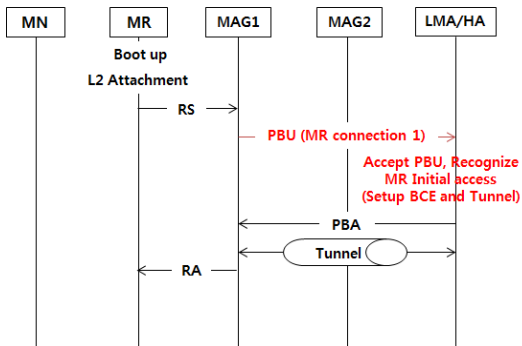 MN MR MAG1 MAG2 LMA/HA
Boot up
L2 Attachment
RS
PBU (MR connection 1)
Accept PBU, Recognize
MR Initial access
(Setup BCE and Tunnel)
PBA
Tunnel
RA